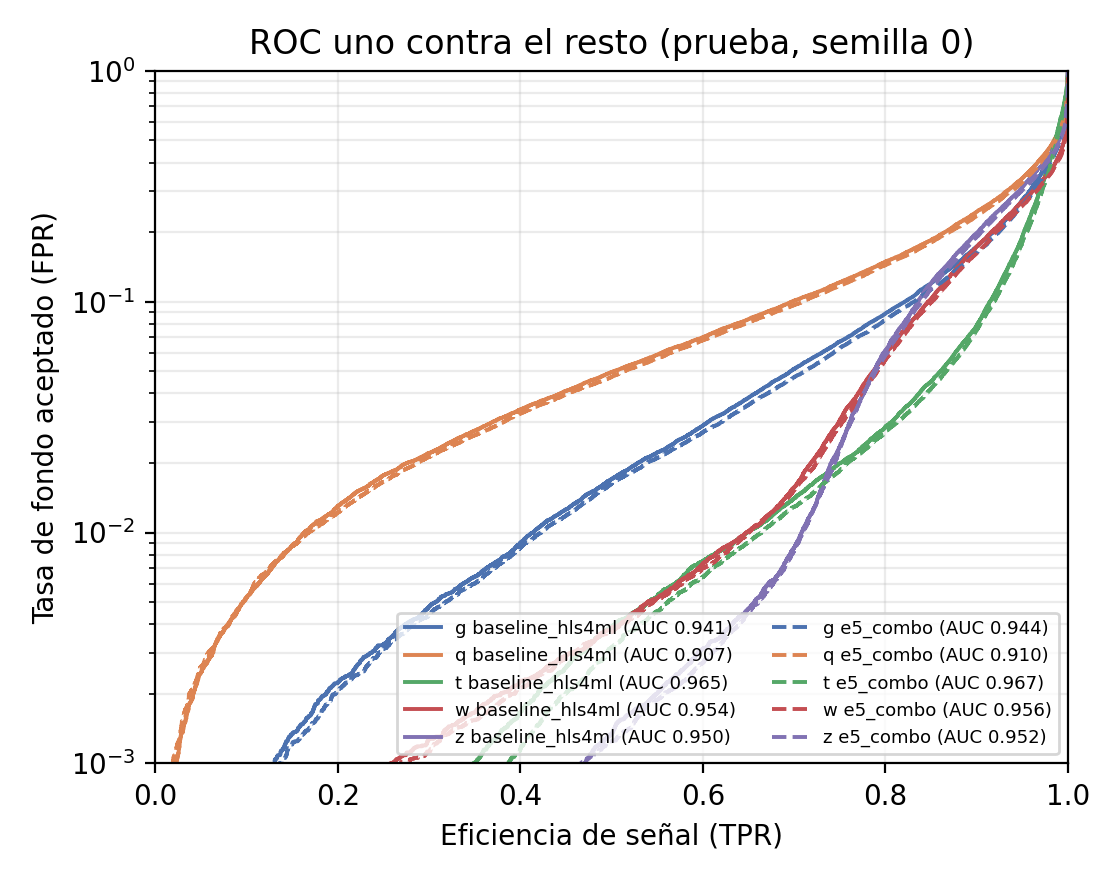 ROC uno contra el resto (prueba, semilla 0)
10⁰
10⁻¹
10⁻²
10⁻³
Tasa de fondo aceptado (FPR)
g baseline_hls4ml (AUC 0.941)
q baseline_hls4ml (AUC 0.907)
t baseline_hls4ml (AUC 0.965)
w baseline_hls4ml (AUC 0.954)
z baseline_hls4ml (AUC 0.950)
g e5_combo (AUC 0.944)
q e5_combo (AUC 0.910)
t e5_combo (AUC 0.967)
w e5_combo (AUC 0.956)
z e5_combo (AUC 0.952)
0.0 0.2 0.4 0.6 0.8 1.0
Eficiencia de señal (TPR)